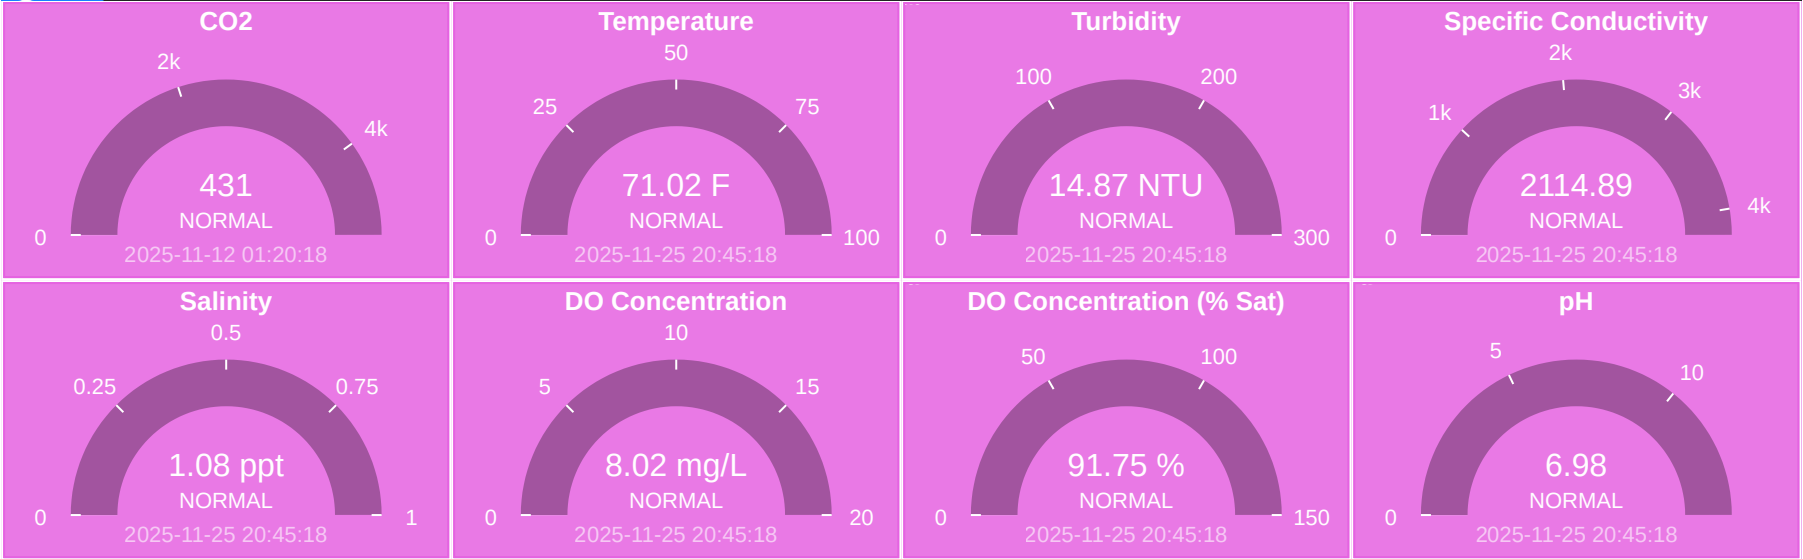 CO2
2k
4k
431
NORMAL
0
2025-11-12 01:20:18
Temperature
50
25
75
71.02 F
NORMAL
0
100
2025-11-25 20:45:18
Turbidity
100
200
14.87 NTU
NORMAL
0
300
2025-11-25 20:45:18
Specific Conductivity
2k
3k
1k
2114.89
4k
NORMAL
0
2025-11-25 20:45:18
Salinity
0.5
0.25
0.75
1.08 ppt
NORMAL
0
1
2025-11-25 20:45:18
DO Concentration
10
5
15
8.02 mg/L
NORMAL
0
20
2025-11-25 20:45:18
DO Concentration (% Sat)
50
100
91.75 %
NORMAL
0
150
2025-11-25 20:45:18
pH
5
10
6.98
NORMAL
0
2025-11-25 20:45:18